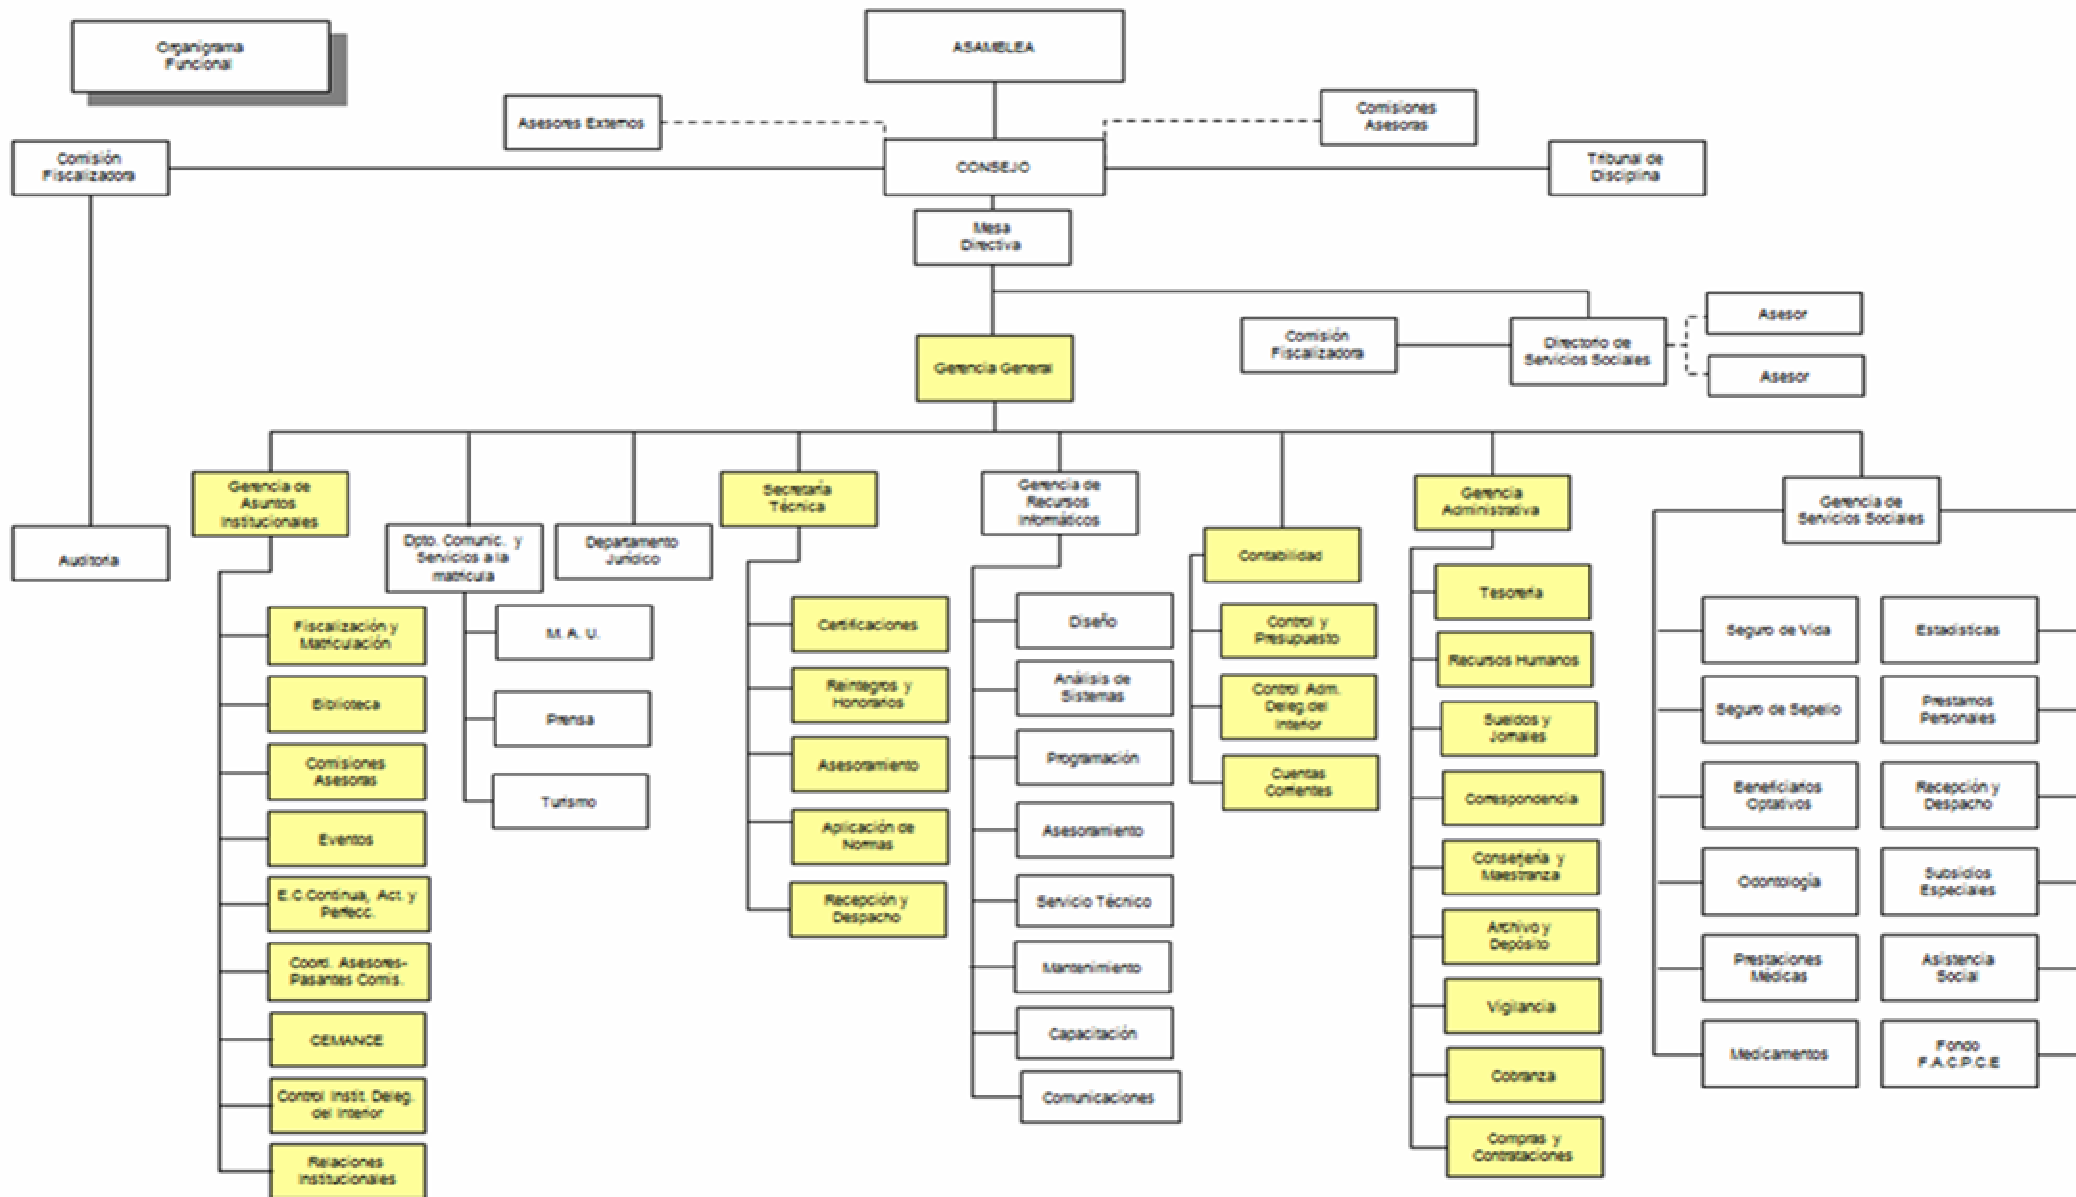 Organigrama
Funcional
ASAMBLEA
Asesores Externos
Comisiones
Asesoras
Comisión
Fiscalizadora
CONSEJO
Tribunal de
Disciplina
Mesa
Directiva
Gerencia General
Comisión
Fiscalizadora
Directorio de
Servicios Sociales
Asesor
Asesor
Auditoria
Gerencia de
Asuntos
Institucionales
Fiscalización y
Matriculación
Biblioteca
Comisiones
Asesoras
Eventos
E.C.Continua, Act. y
Perfecc.
Coord. Asesores-
Pasantes Comis.
CEMANCE
Control Instit. Deleg.
del Interior
Relaciones
Institucionales
Dpto. Comunic. y
Servicios a la
matrícula
M. A. U.
Prensa
Turismo
Departamento
Jurídico
Secretaría
Técnica
Certificaciones
Reintegros y
Honorarios
Asesoramiento
Aplicación de
Normas
Recepción y
Despacho
Gerencia de
Recursos
Informáticos
Diseño
Análisis de
Sistemas
Programación
Asesoramiento
Servicio Técnico
Mantenimiento
Capacitación
Comunicaciones
Contabilidad
Control y
Presupuesto
Control Adm.
Deleg.del
Interior
Cuentas
Corrientes
Gerencia
Administrativa
Tesorería
Recursos Humanos
Sueldos y
Jornales
Correspondencia
Conserjería y
Maestranza
Archivo y
Depósito
Vigilancia
Cobranza
Compras y
Contrataciones
Gerencia de
Servicios Sociales
Seguro de Vida
Seguro de Sepelio
Beneficiarios
Optativos
Odontología
Prestaciones
Médicas
Medicamentos
Estadísticas
Prestamos
Personales
Recepción y
Despacho
Subsidios
Especiales
Asistencia
Social
Fondo
F.A.C.P.C.E